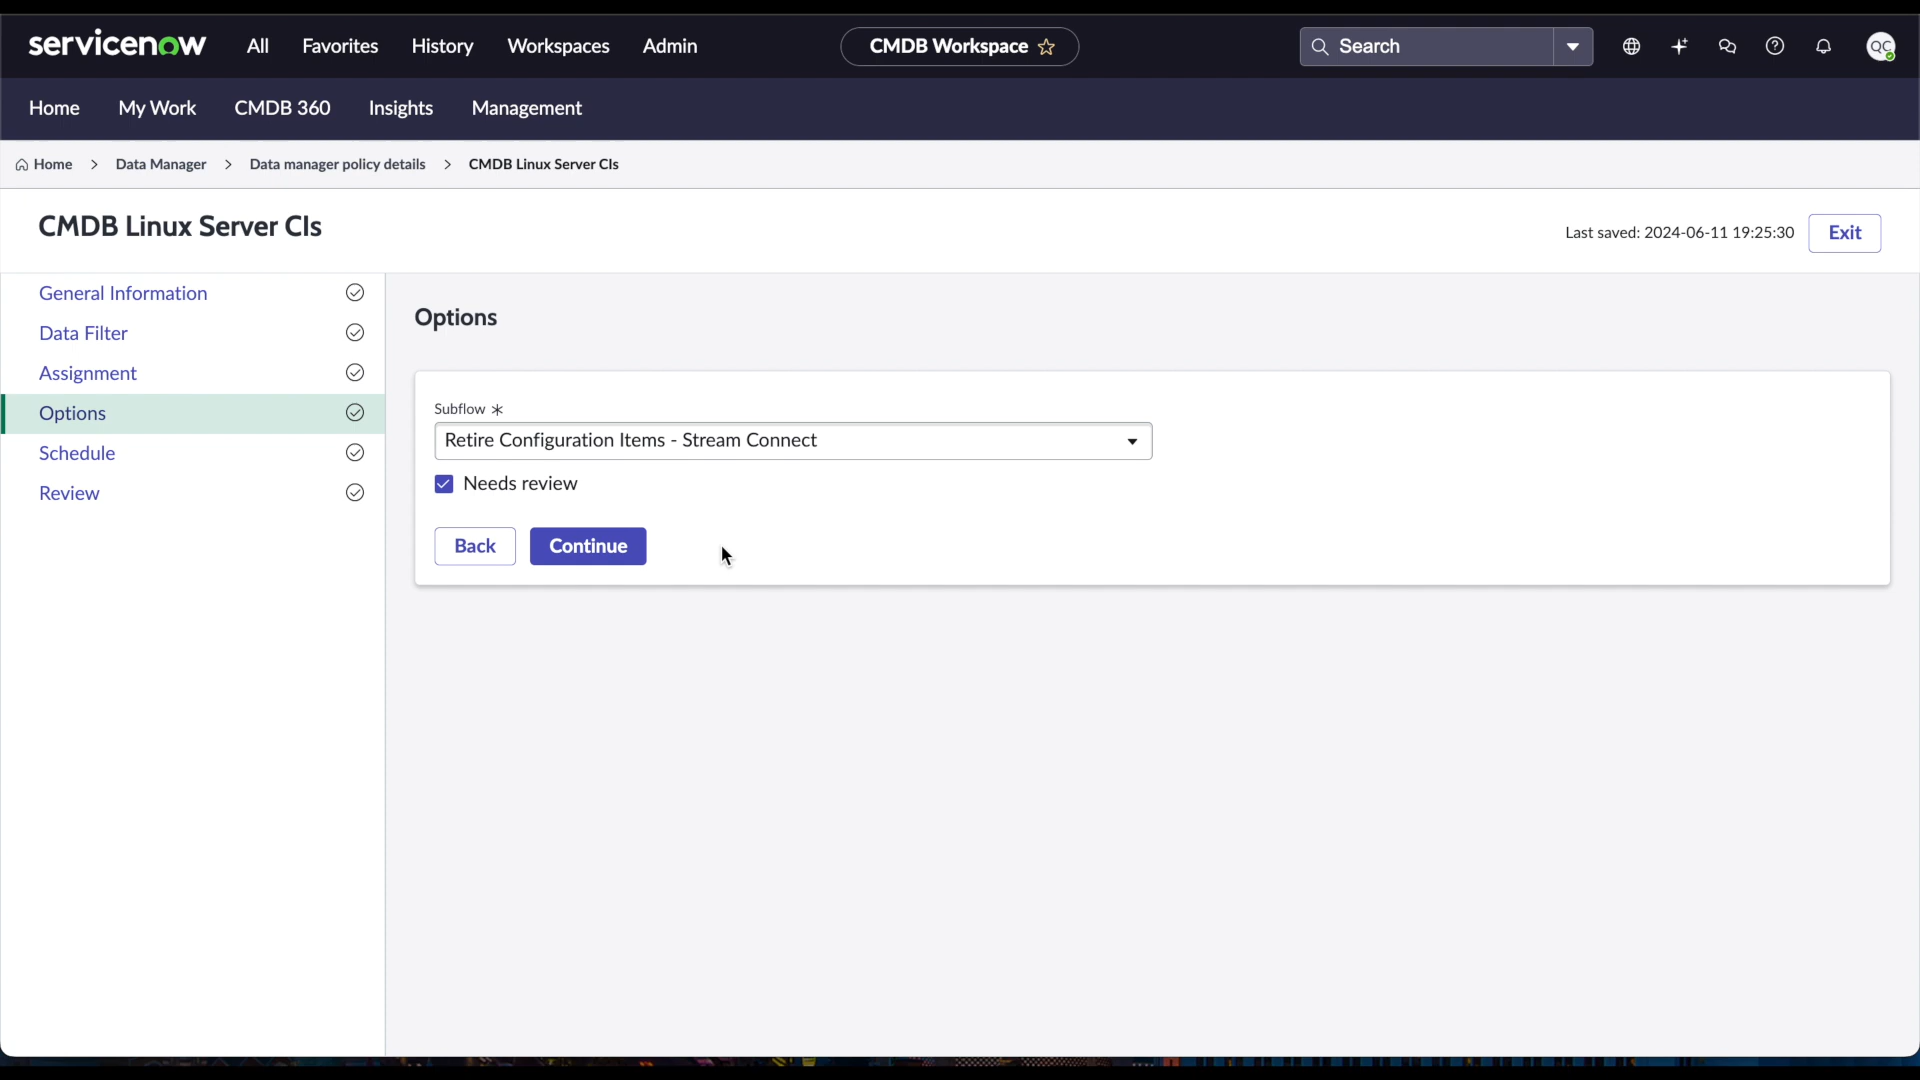 servicenow All Favorites History Workspaces Admin CMDB Workspace Search QC
Home My Work CMDB 360 Insights Management
Home > Data Manager > Data manager policy details > CMDB Linux Server CIs
CMDB Linux Server CIs
Last saved: 2024-06-11 19:25:30 Exit
General Information
Data Filter
Assignment
Options
Schedule
Review
Options
Subflow *
Retire Configuration Items - Stream Connect
Needs review
Back Continue